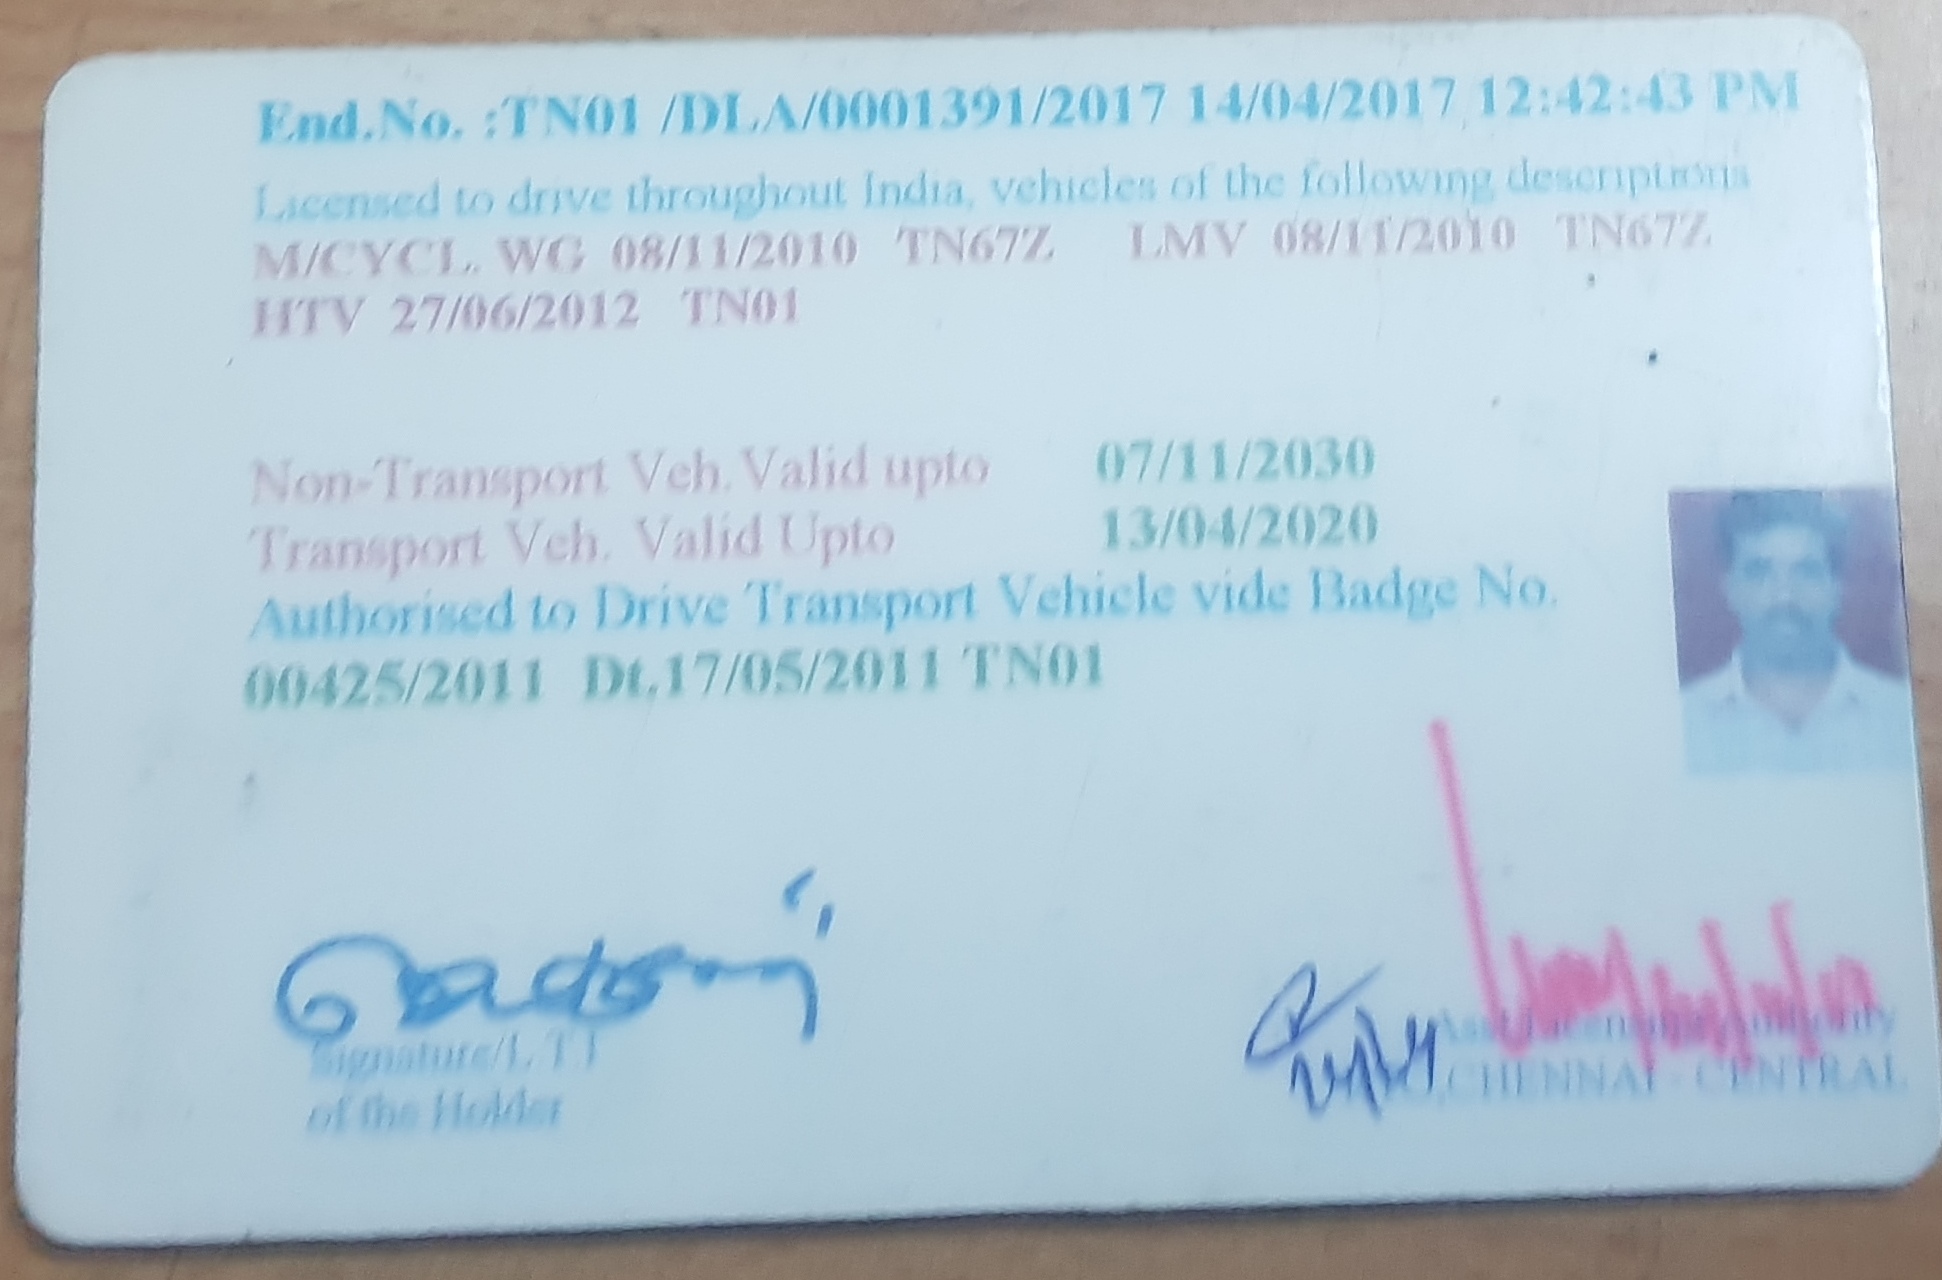 End.No. :TN01 /DLA/0001391/2017 14/04/2017 12:42:43 PM
Licensed to drive throughout India, vehicles of the following descriptions
M/CYCL. WG 08/11/2010 TN67Z LMV 08/11/2010 TN67Z
HTV 27/06/2012 TN01
Non-Transport Veh.Valid upto 07/11/2030
Transport Veh. Valid Upto 13/04/2020
Authorised to Drive Transport Vehicle vide Badge No.
00425/2011 Dt.17/05/2011 TN01
Signature/L.T.I
of the Holder
Licensing Authority
,CHENNAI - CENTRAL